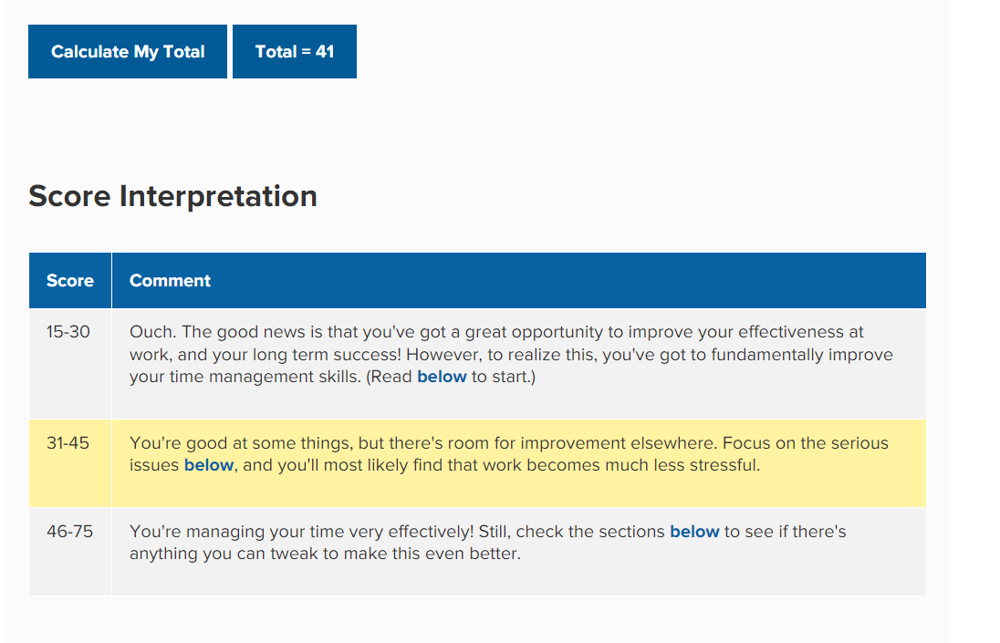 Calculate My Total
Total = 41
Score Interpretation
Score
Comment
15-30
Ouch. The good news is that you've got a great opportunity to improve your effectiveness at
work, and your long term success! However, to realize this, you've got to fundamentally improve
your time management skills. (Read below to start.)
31-45
You're good at some things, but there's room for improvement elsewhere. Focus on the serious
issues below, and you'll most likely find that work becomes much less stressful.
46-75
You're managing your time very effectively! Still, check the sections below to see if there's
anything you can tweak to make this even better.